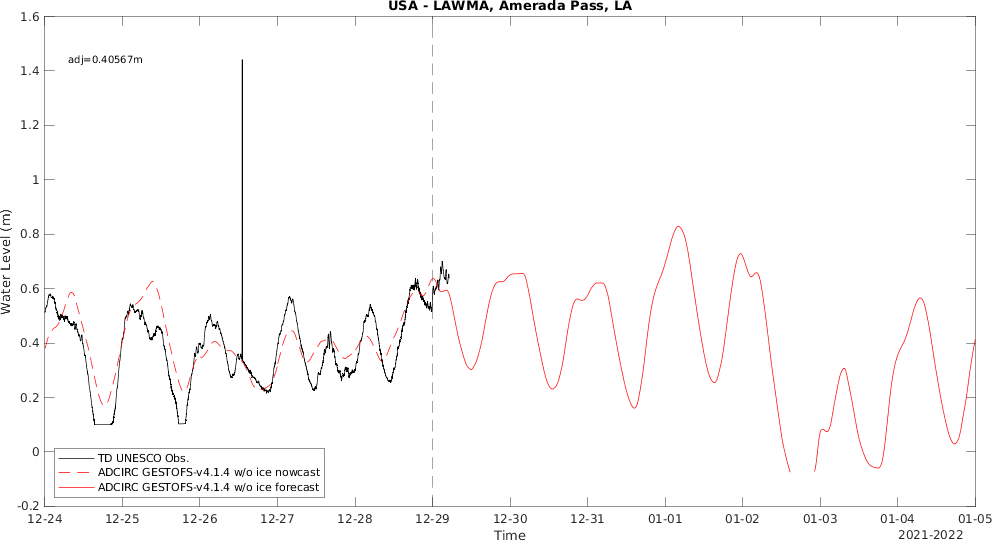 USA - LAWMA, Amerada Pass, LA
1.6
adj=0.40567m
1.4
1.2
1
0.8
0.6
0.4
0.2
0
-0.2
Water Level (m)
TD UNESCO Obs.
ADCIRC GESTOFS-v4.1.4 w/o ice nowcast
ADCIRC GESTOFS-v4.1.4 w/o ice forecast
12-24 12-25 12-26 12-27 12-28 12-29 12-30 12-31 01-01 01-02 01-03 01-04 01-05
Time
2021-2022